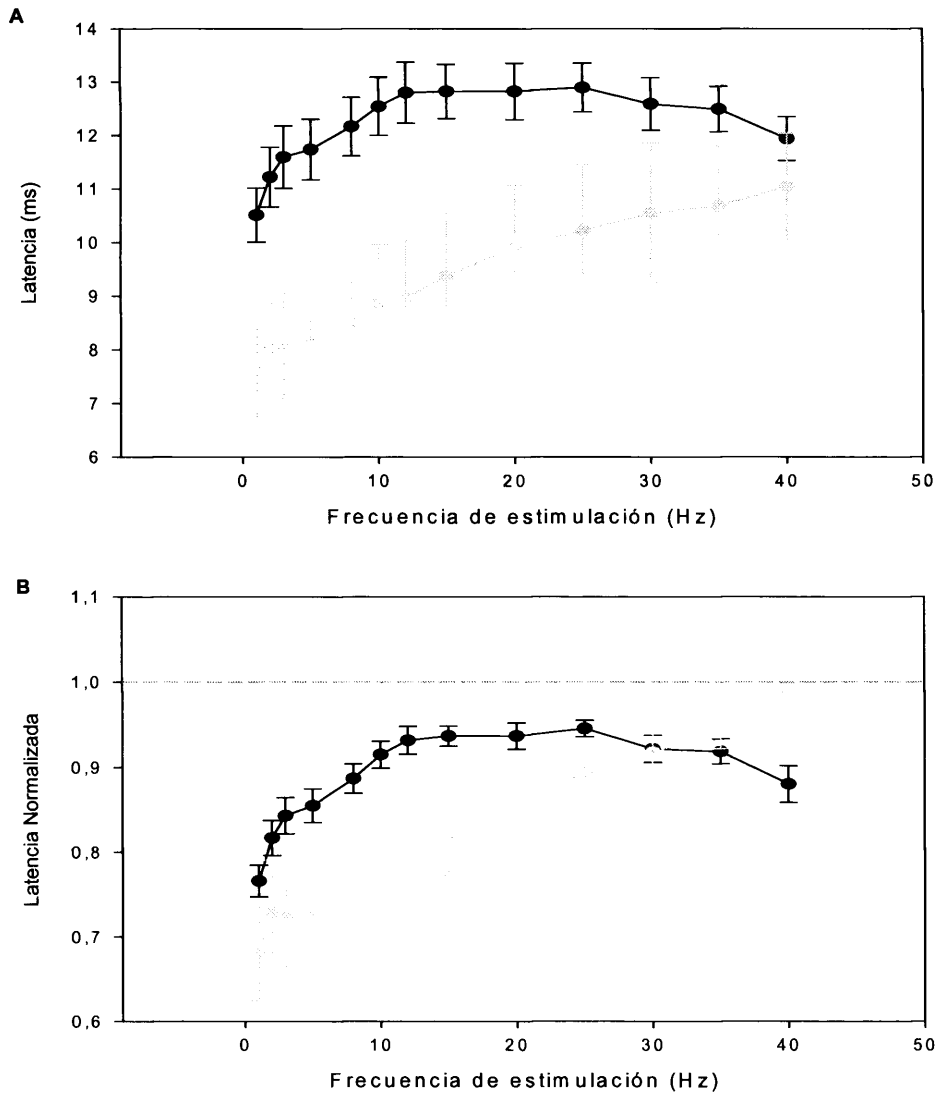 A
14
13
12
11
10
9
8
7
6
Latencia (ms)
0 10 20 30 40 50
Frecuencia de estimulación (Hz)
B
1,1
1,0
0,9
0,8
0,7
0,6
Latencia Normalizada
0 10 20 30 40 50
Frecuencia de estimulación (Hz)